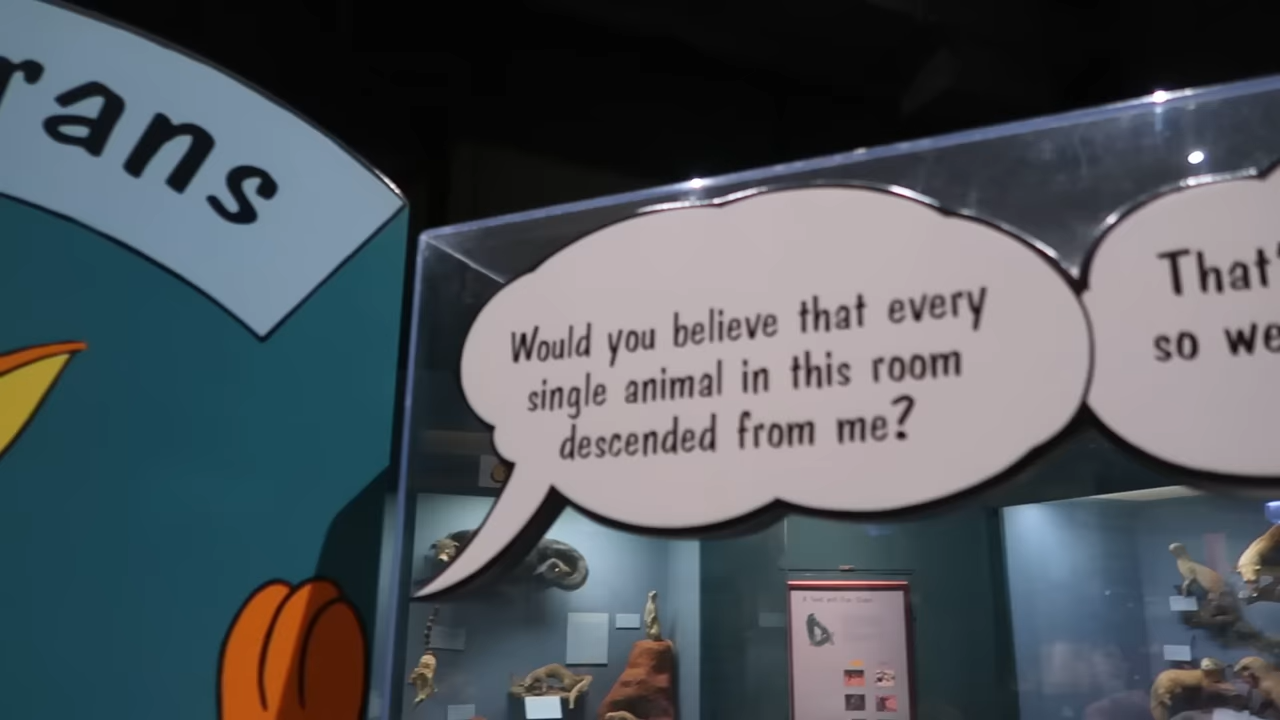 rans
Would you believe that every
single animal in this room
descended from me?
That'
so we